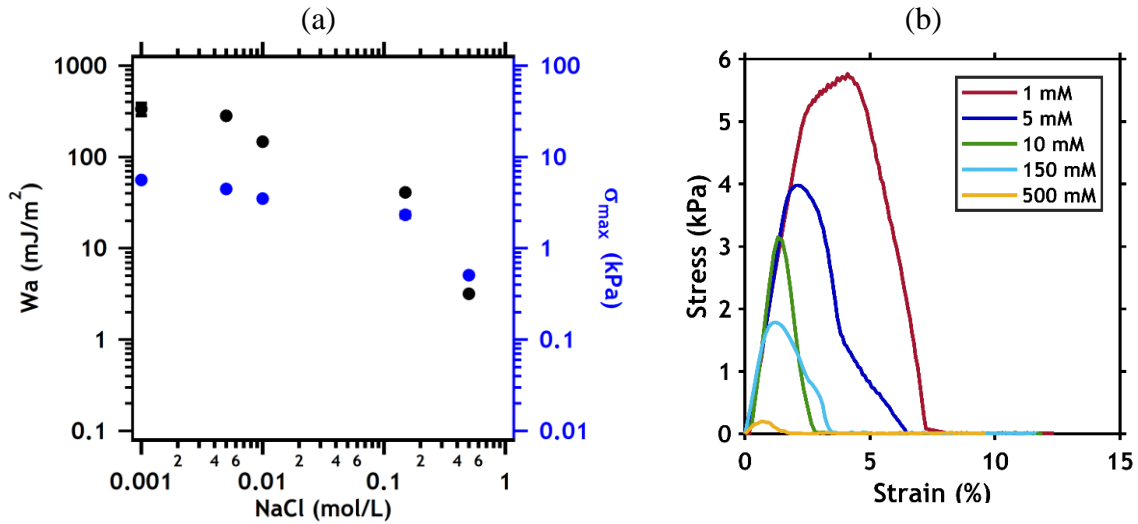 (a)
1000
100
10
1
0.1
Wa (mJ/m²)
100
10
1
0.1
0.01
σmax (kPa)
2 4 6 2 4 6 2 4 6
0.001 0.01 0.1 1
NaCl (mol/L)
(b)
6
5
4
3
2
1
0
Stress (kPa)
1 mM
5 mM
10 mM
150 mM
500 mM
0 5 10 15
Strain (%)